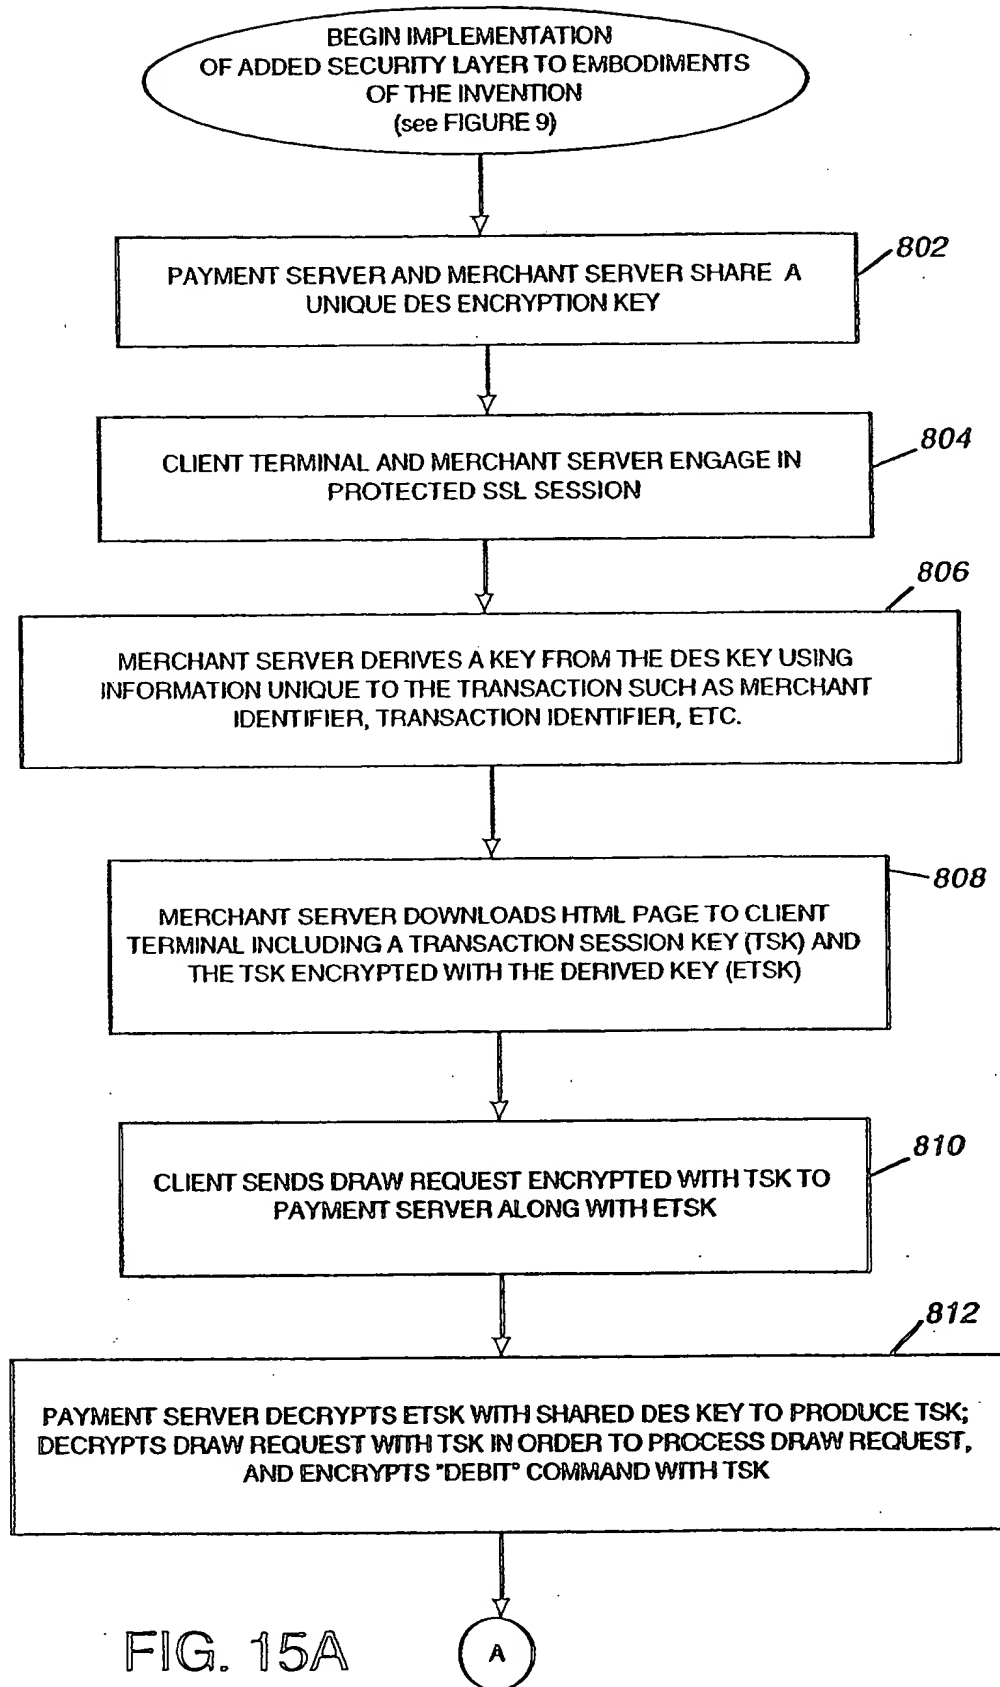 BEGIN IMPLEMENTATION
OF ADDED SECURITY LAYER TO EMBODIMENTS
OF THE INVENTION
(see FIGURE 9)
802
PAYMENT SERVER AND MERCHANT SERVER SHARE A
UNIQUE DES ENCRYPTION KEY
804
CLIENT TERMINAL AND MERCHANT SERVER ENGAGE IN
PROTECTED SSL SESSION
806
MERCHANT SERVER DERIVES A KEY FROM THE DES KEY USING
INFORMATION UNIQUE TO THE TRANSACTION SUCH AS MERCHANT
IDENTIFIER, TRANSACTION IDENTIFIER, ETC.
808
MERCHANT SERVER DOWNLOADS HTML PAGE TO CLIENT
TERMINAL INCLUDING A TRANSACTION SESSION KEY (TSK) AND
THE TSK ENCRYPTED WITH THE DERIVED KEY (ETSK)
810
CLIENT SENDS DRAW REQUEST ENCRYPTED WITH TSK TO
PAYMENT SERVER ALONG WITH ETSK
812
PAYMENT SERVER DECRYPTS ETSK WITH SHARED DES KEY TO PRODUCE TSK;
DECRYPTS DRAW REQUEST WITH TSK IN ORDER TO PROCESS DRAW REQUEST,
AND ENCRYPTS "DEBIT" COMMAND WITH TSK
FIG. 15A
A